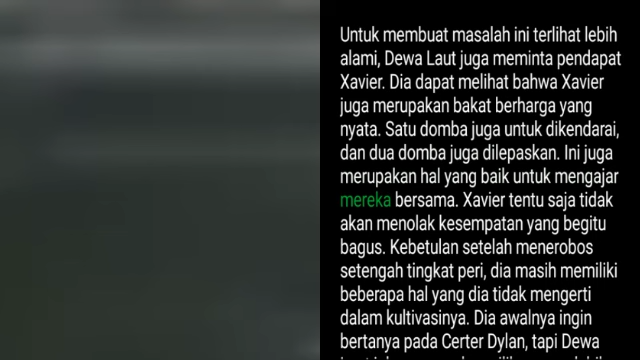 Untuk membuat masalah ini terlihat lebih
alami, Dewa Laut juga meminta pendapat
Xavier. Dia dapat melihat bahwa Xavier
juga merupakan bakat berharga yang
nyata. Satu domba juga untuk dikendarai,
dan dua domba juga dilepaskan. Ini juga
merupakan hal yang baik untuk mengajar
mereka bersama. Xavier tentu saja tidak
akan menolak kesempatan yang begitu
bagus. Kebetulan setelah menerobos
setengah tingkat peri, dia masih memiliki
beberapa hal yang dia tidak mengerti
dalam kultivasinya. Dia awalnya ingin
bertanya pada Certer Dylan, tapi Dewa